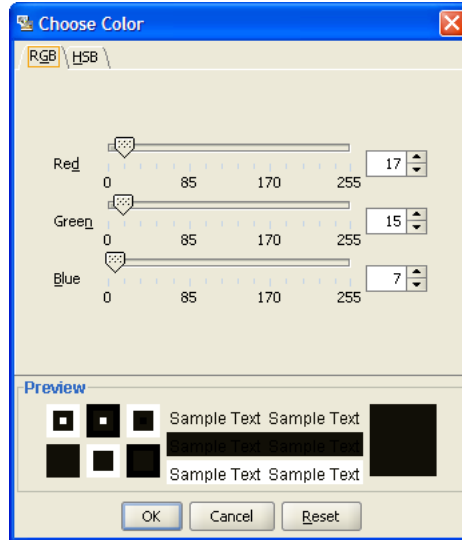 Choose Color
RGB HSB
Red 17
0 85 170 255
Green 15
0 85 170 255
Blue 7
0 85 170 255
Preview
Sample Text Sample Text
Sample Text Sample Text
Sample Text Sample Text
OK Cancel Reset